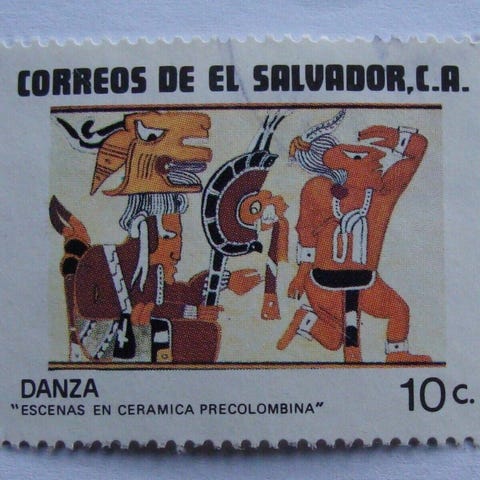 CORREOS DE EL SALVADOR, C.A.
DANZA
"ESCENAS EN CERAMICA PRECOLOMBINA"
10 c.